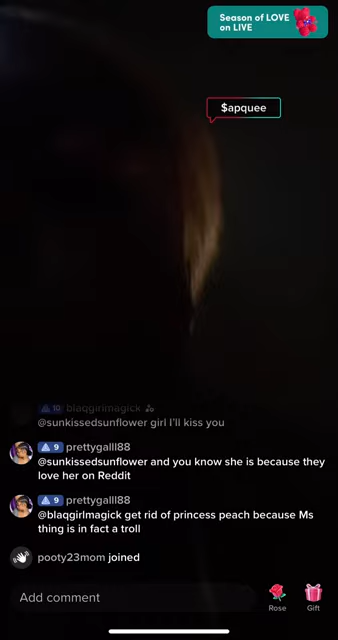 Season of LOVE
on LIVE
$apquee
10 blaqgirlmagick
@sunkissedsunflower girl I'll kiss you
9 prettygalll88
@sunkissedsunflower and you know she is because they
love her on Reddit
9 prettygalll88
@blaqgirlmagick get rid of princess peach because Ms
thing is in fact a troll
pooty23mom joined
Add comment
Rose
Gift